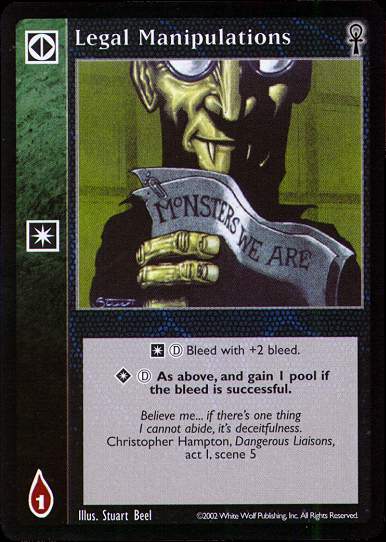 Legal Manipulations
MONSTERS
WE ARE
STUART
D Bleed with +2 bleed.
D As above, and gain 1 pool if
the bleed is successful.
Believe me... if there's one thing
I cannot abide, it's deceitfulness.
Christopher Hampton, Dangerous Liaisons,
act I, scene 5
1
Illus. Stuart Beel
©2002 White Wolf Publishing, Inc. All Rights Reserved.